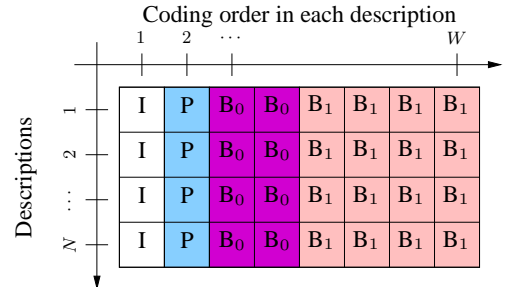 Coding order in each description
1 2 ⋯ W
Descriptions
1 I P B₀ B₀ B₁ B₁ B₁ B₁
2 I P B₀ B₀ B₁ B₁ B₁ B₁
⋯ I P B₀ B₀ B₁ B₁ B₁ B₁
N I P B₀ B₀ B₁ B₁ B₁ B₁